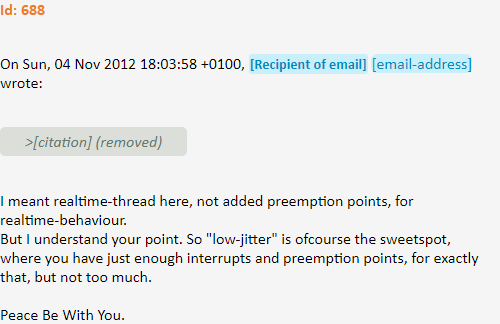 Id: 688
On Sun, 04 Nov 2012 18:03:58 +0100, [Recipient of email] [email-address]
wrote:
>[citation] (removed)
I meant realtime-thread here, not added preemption points, for
realtime-behaviour.
But I understand your point. So "low-jitter" is ofcourse the sweetspot,
where you have just enough interrupts and preemption points, for exactly
that, but not too much.
Peace Be With You.